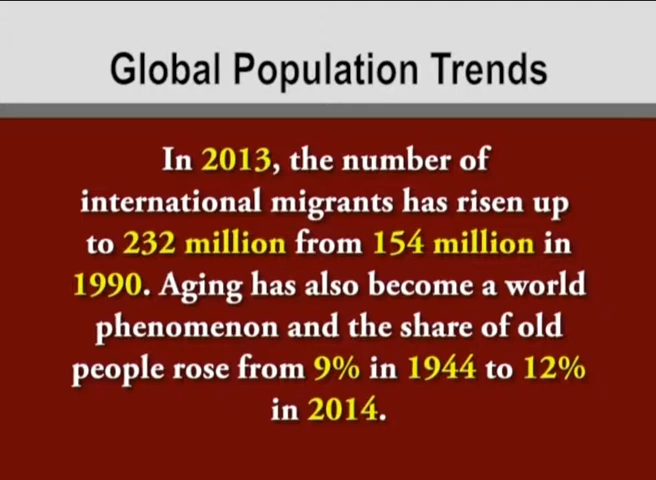 Global Population Trends
In 2013, the number of
international migrants has risen up
to 232 million from 154 million in
1990. Aging has also become a world
phenomenon and the share of old
people rose from 9% in 1944 to 12%
in 2014.